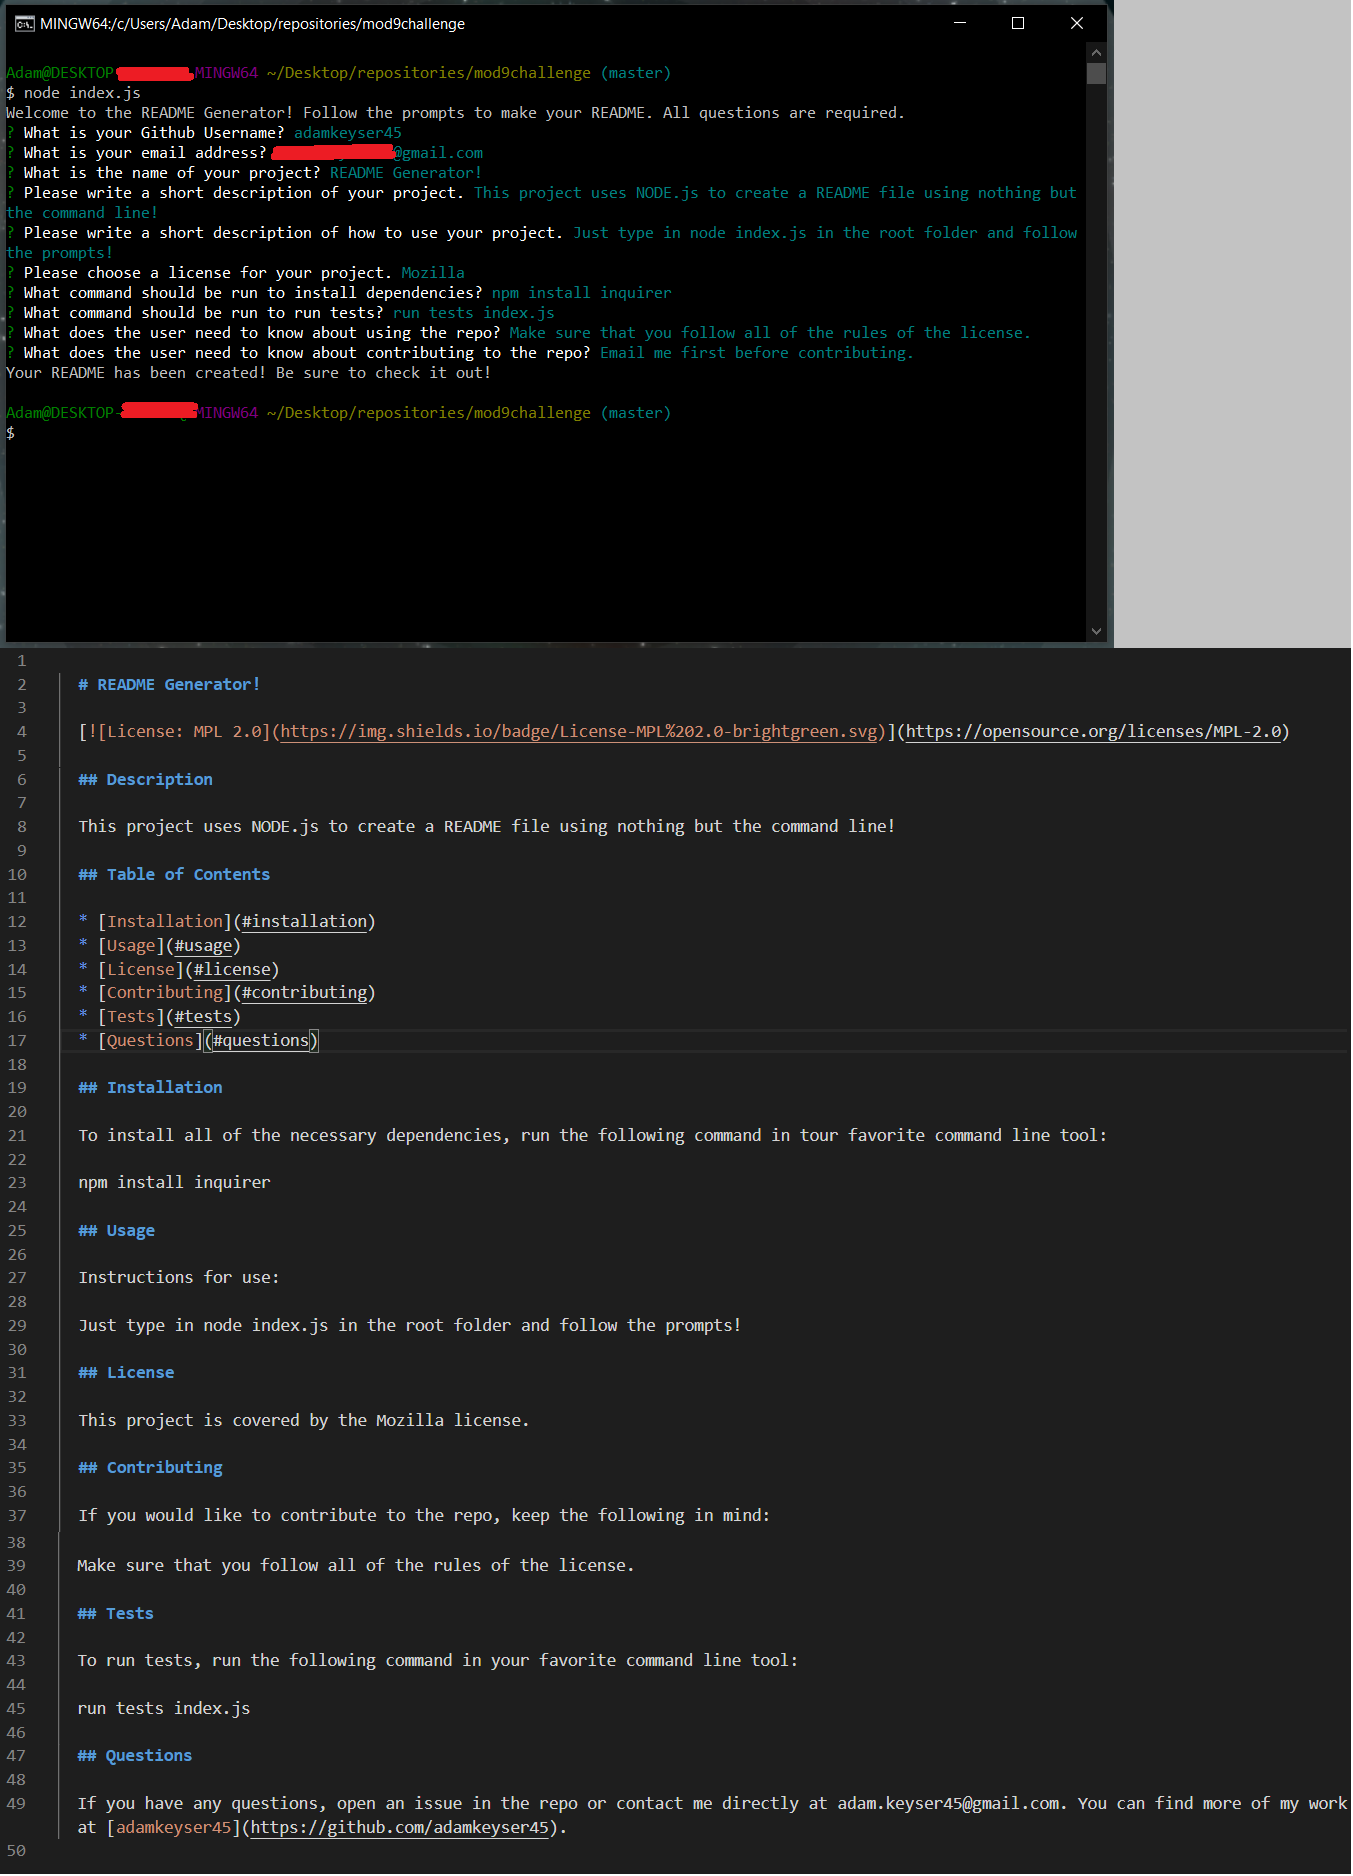 MINGW64:/c/Users/Adam/Desktop/repositories/mod9challenge
Adam@DESKTOP MINGW64 ~/Desktop/repositories/mod9challenge (master)
$ node index.js
Welcome to the README Generator! Follow the prompts to make your README. All questions are required.
? What is your Github Username? adamkeyser45
? What is your email address? @gmail.com
? What is the name of your project? README Generator!
? Please write a short description of your project. This project uses NODE.js to create a README file using nothing but
the command line!
? Please write a short description of how to use your project. Just type in node index.js in the root folder and follow
the prompts!
? Please choose a license for your project. Mozilla
? What command should be run to install dependencies? npm install inquirer
? What command should be run to run tests? run tests index.js
? What does the user need to know about using the repo? Make sure that you follow all of the rules of the license.
? What does the user need to know about contributing to the repo? Email me first before contributing.
Your README has been created! Be sure to check it out!
Adam@DESKTOP- MINGW64 ~/Desktop/repositories/mod9challenge (master)
$
1
2 # README Generator!
3
4 [![License: MPL 2.0](https://img.shields.io/badge/License-MPL%202.0-brightgreen.svg)](https://opensource.org/licenses/MPL-2.0)
5
6 ## Description
7
8 This project uses NODE.js to create a README file using nothing but the command line!
9
10 ## Table of Contents
11
12 * [Installation](#installation)
13 * [Usage](#usage)
14 * [License](#license)
15 * [Contributing](#contributing)
16 * [Tests](#tests)
17 * [Questions](#questions)
18
19 ## Installation
20
21 To install all of the necessary dependencies, run the following command in tour favorite command line tool:
22
23 npm install inquirer
24
25 ## Usage
26
27 Instructions for use:
28
29 Just type in node index.js in the root folder and follow the prompts!
30
31 ## License
32
33 This project is covered by the Mozilla license.
34
35 ## Contributing
36
37 If you would like to contribute to the repo, keep the following in mind:
38
39 Make sure that you follow all of the rules of the license.
40
41 ## Tests
42
43 To run tests, run the following command in your favorite command line tool:
44
45 run tests index.js
46
47 ## Questions
48
49 If you have any questions, open an issue in the repo or contact me directly at adam.keyser45@gmail.com. You can find more of my work
at [adamkeyser45](https://github.com/adamkeyser45).
50